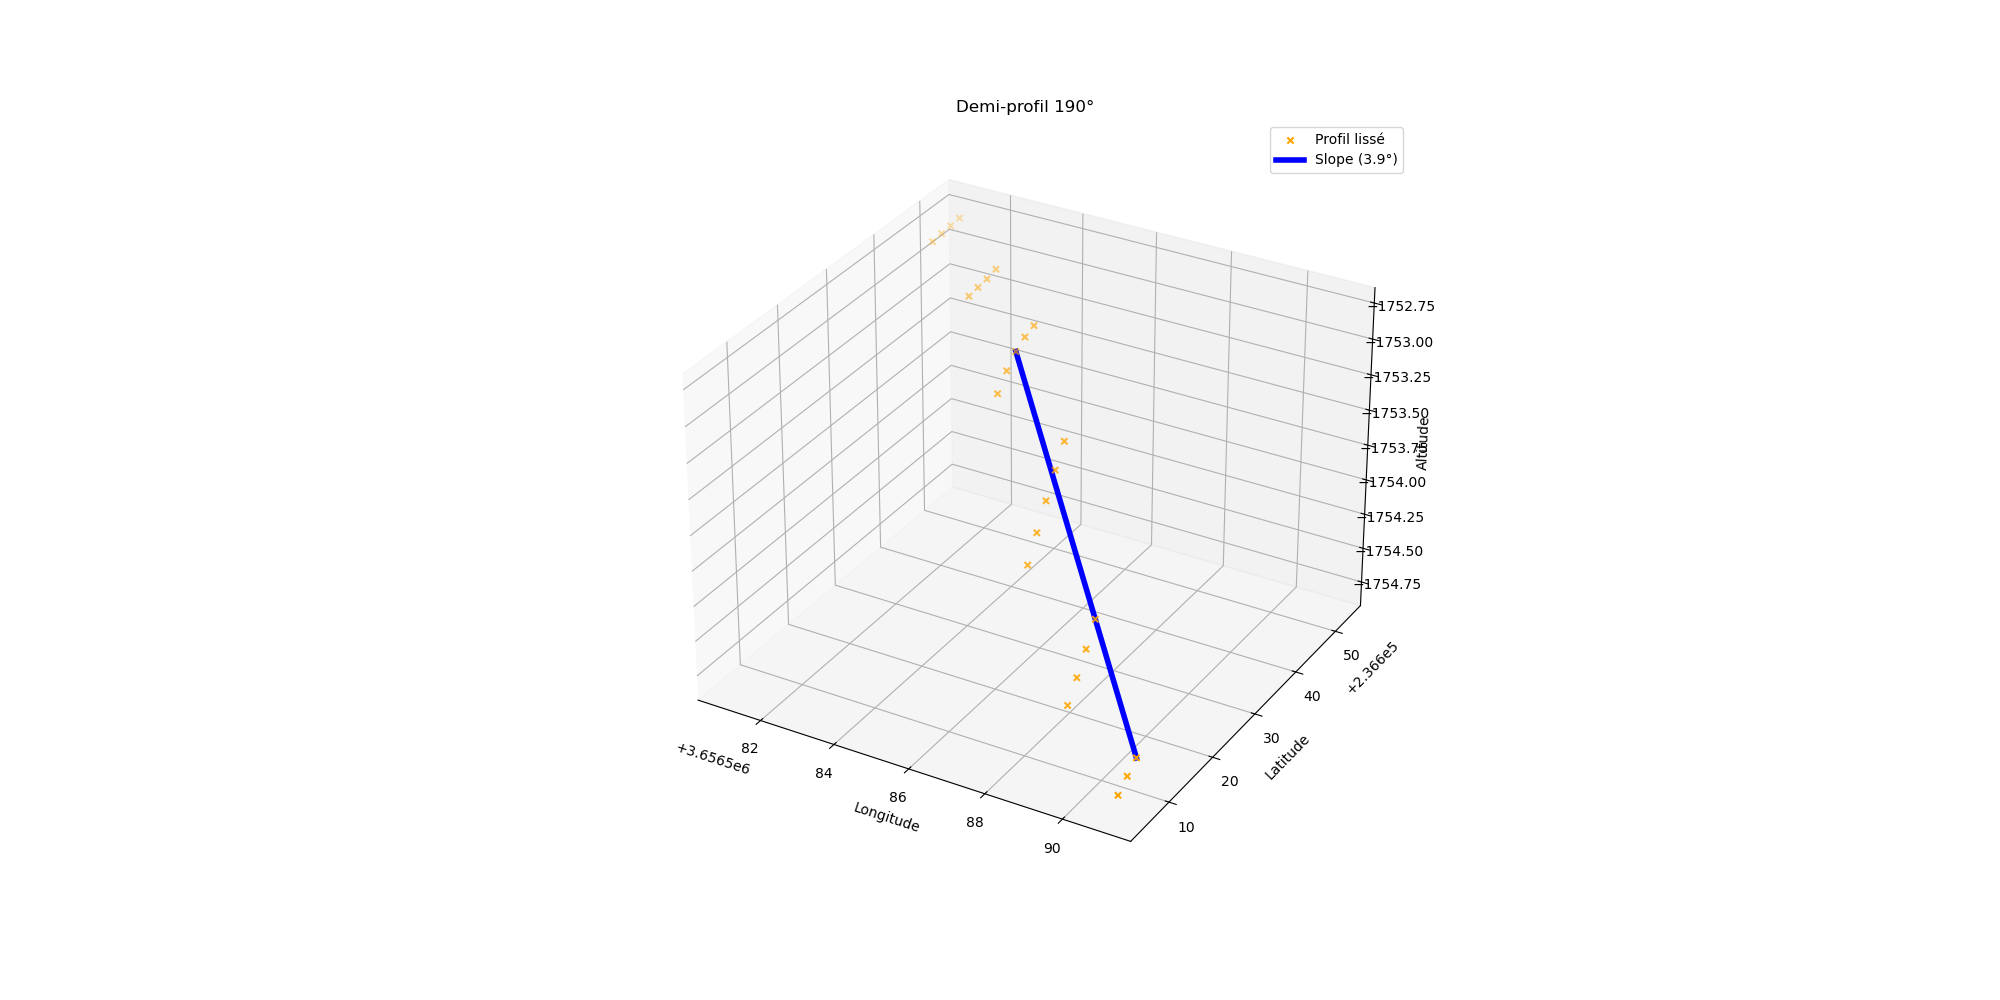 Demi-profil 190°
Profil lissé
Slope (3.9°)
−1752.75
−1753.00
−1753.25
−1753.50
−1753.75
−1754.00
−1754.25
−1754.50
−1754.75
Altitude
50
40
30
20
10
+2.366e5
Latitude
82
84
86
88
90
+3.6565e6
Longitude